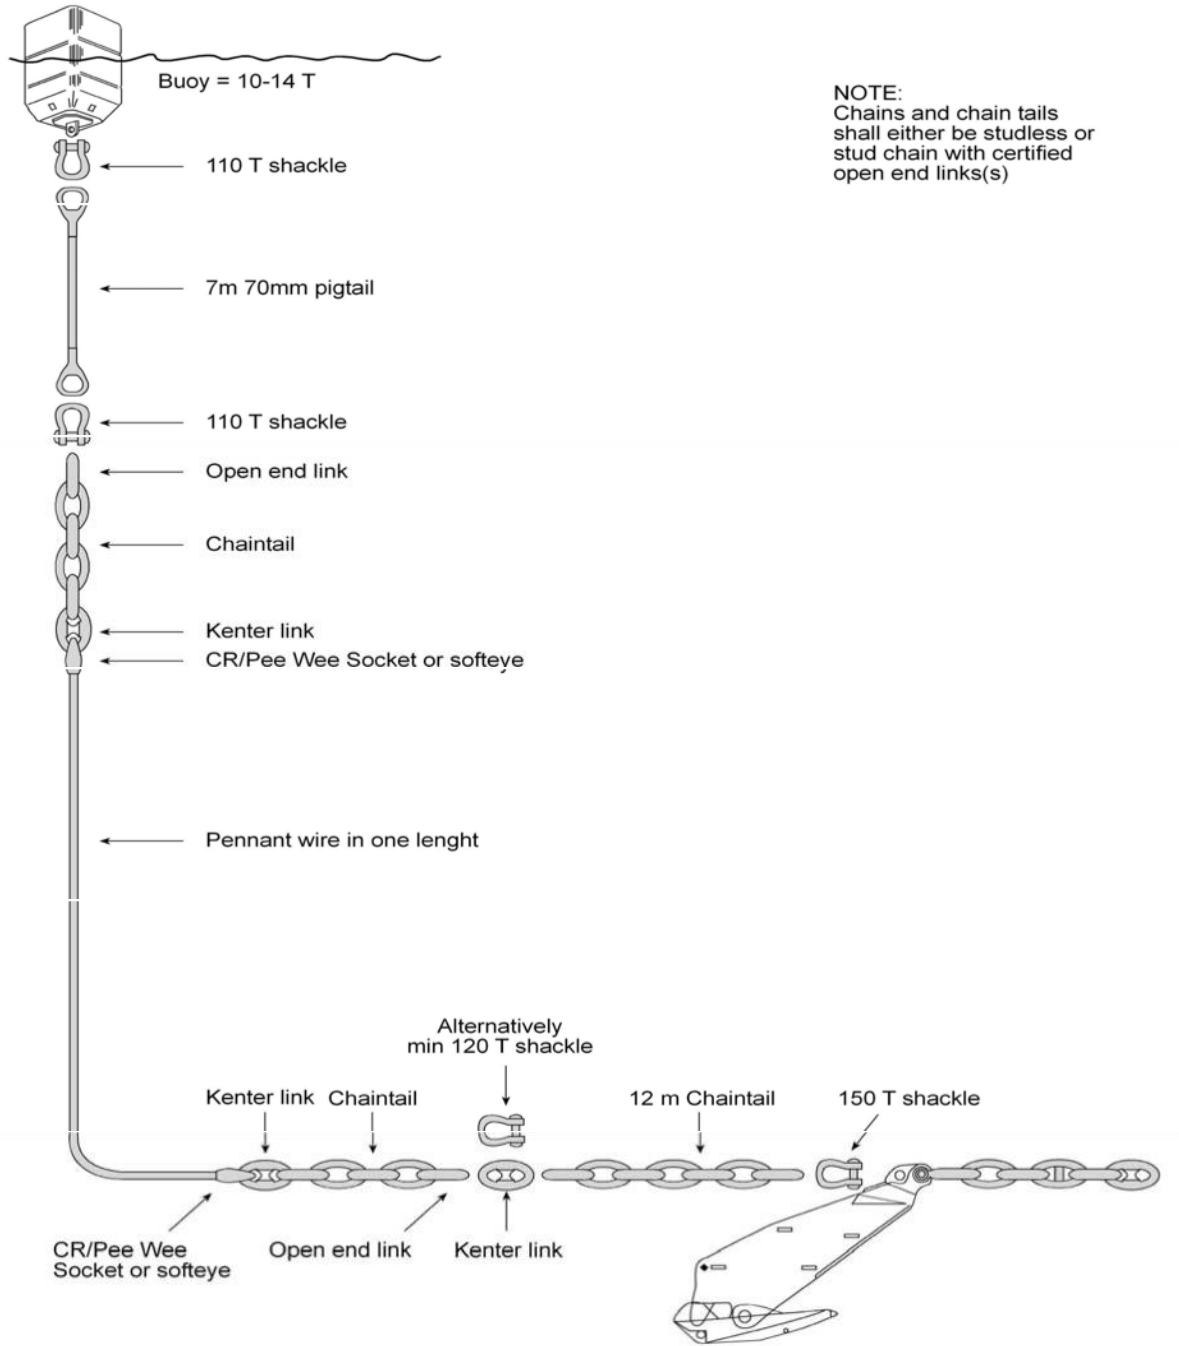 Buoy = 10-14 T
NOTE:
Chains and chain tails
shall either be studless or
stud chain with certified
open end links(s)
110 T shackle
7m 70mm pigtail
110 T shackle
Open end link
Chaintail
Kenter link
CR/Pee Wee Socket or softeye
Pennant wire in one lenght
Alternatively
min 120 T shackle
Kenter link
Chaintail
12 m Chaintail
150 T shackle
CR/Pee Wee
Socket or softeye
Open end link
Kenter link